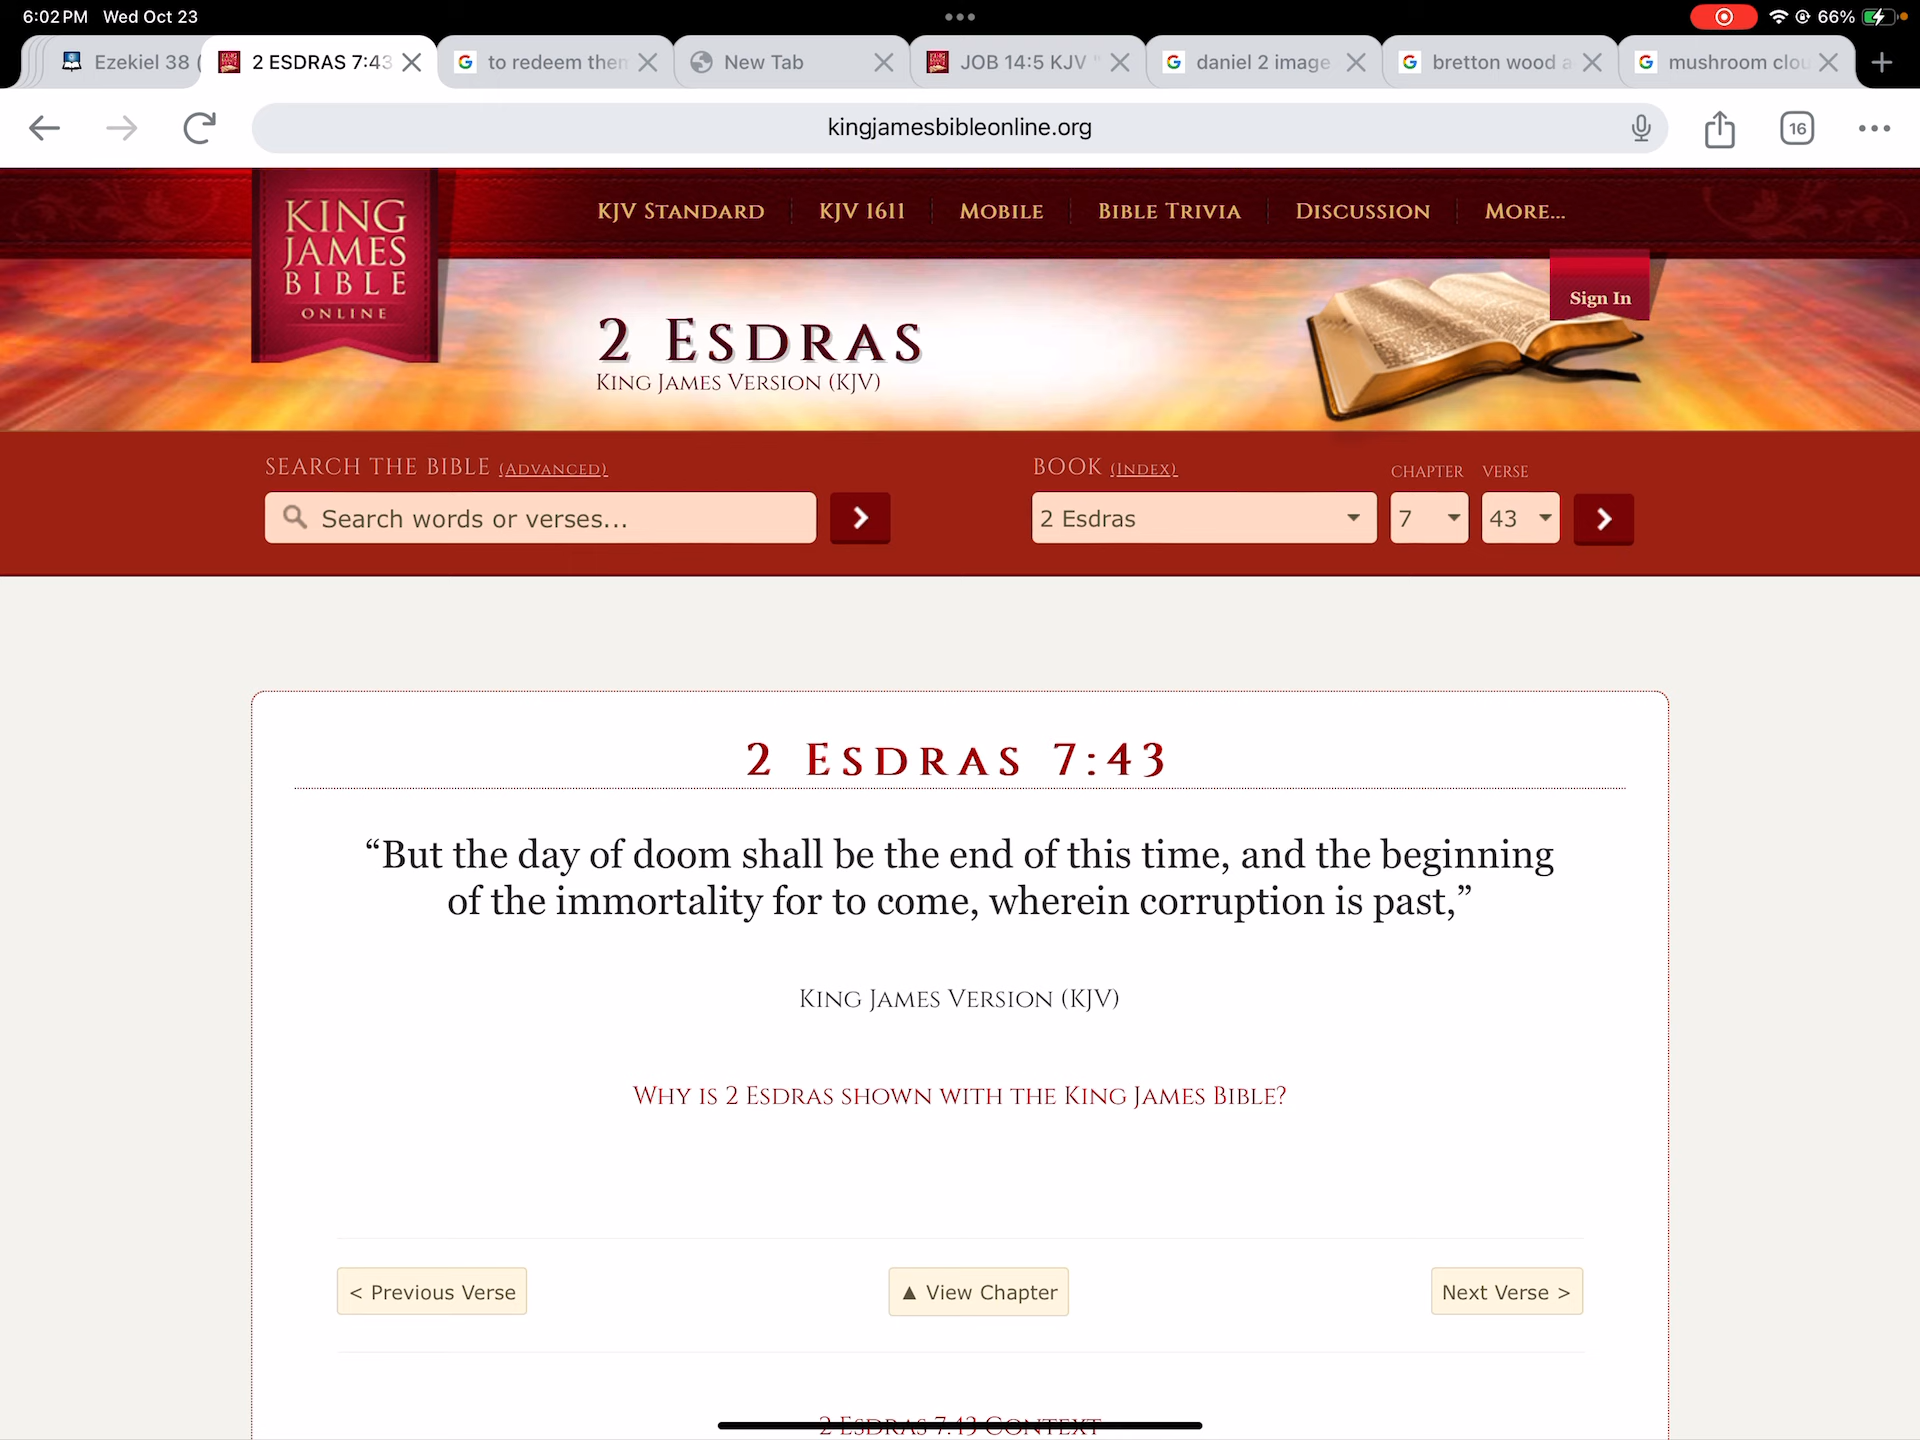 6:02 PM Wed Oct 23
66%
Ezekiel 38 (
2 ESDRAS 7:43
to redeem them
New Tab
JOB 14:5 KJV "
daniel 2 image
bretton wood a
mushroom clou
kingjamesbibleonline.org
16
KING
JAMES
BIBLE
ONLINE
KJV STANDARD
KJV 1611
MOBILE
BIBLE TRIVIA
DISCUSSION
MORE...
Sign In
2 ESDRAS
KING JAMES VERSION (KJV)
SEARCH THE BIBLE (ADVANCED)
BOOK (INDEX)
CHAPTER
VERSE
Search words or verses...
2 Esdras
7
43
2 ESDRAS 7:43
“But the day of doom shall be the end of this time, and the beginning
of the immortality for to come, wherein corruption is past,”
KING JAMES VERSION (KJV)
WHY IS 2 ESDRAS SHOWN WITH THE KING JAMES BIBLE?
< Previous Verse
▲ View Chapter
Next Verse >
2 ESDRAS 7:43 CONTEXT